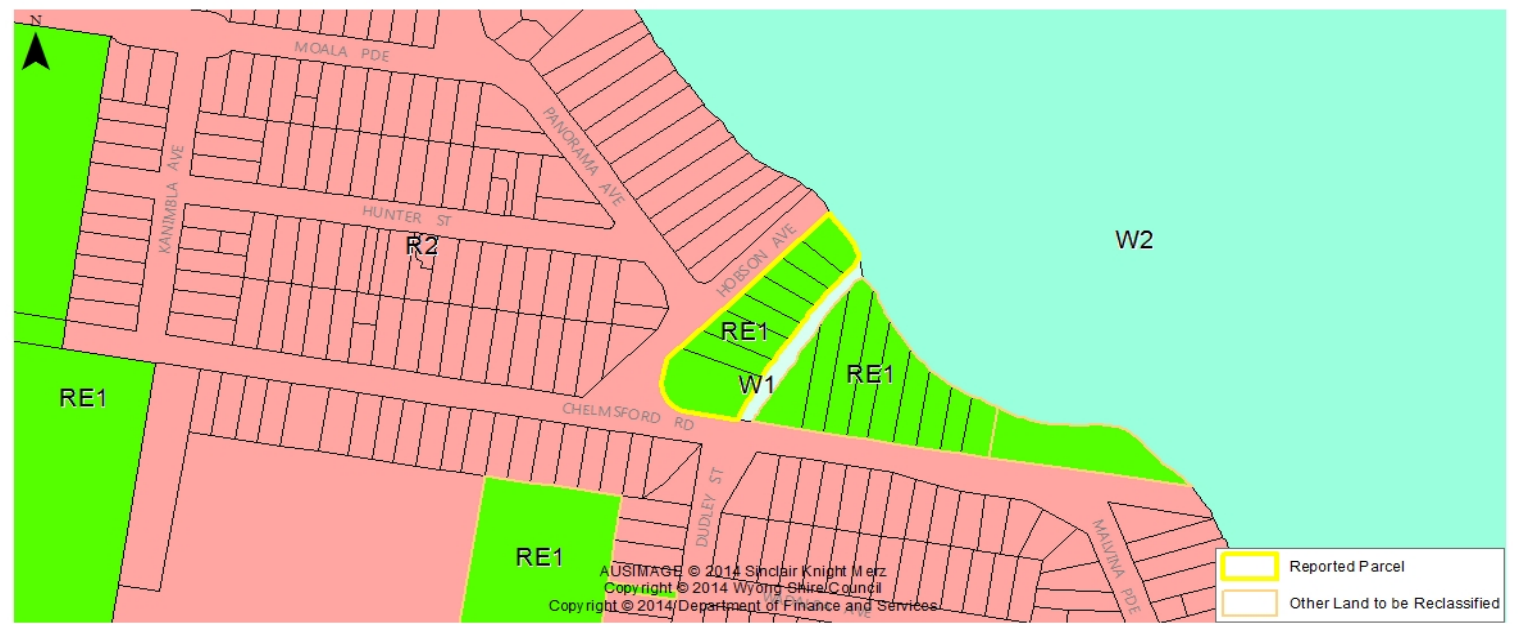 N
MOALA PDE
PANORAMA AVE
KANIMBLA AVE
HUNTER ST
R2
W2
HOBSON AVE
RE1
W1
RE1
RE1
CHELMSFORD RD
DUDLEY ST
RE1
MALVINA PDE
AUSIMAGE © 2014 Sinclair Knight Merz
Copyright © 2014 Wyong Shire Council
Copyright © 2014 Department of Finance and Services
AVE
Reported Parcel
Other Land to be Reclassified